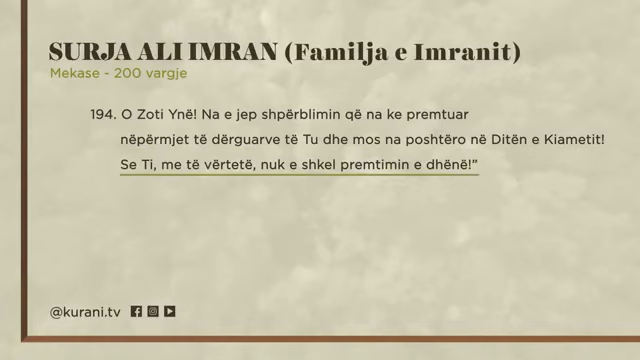 SURJA ALI IMRAN (Familja e Imranit)
Mekase - 200 vargje
194. O Zoti Ynë! Na e jep shpërblimin që na ke premtuar
nëpërmjet të dërguarve të Tu dhe mos na poshtëro në Ditën e Kiametit!
Se Ti, me të vërtetë, nuk e shkel premtimin e dhënë!”
@kurani.tv